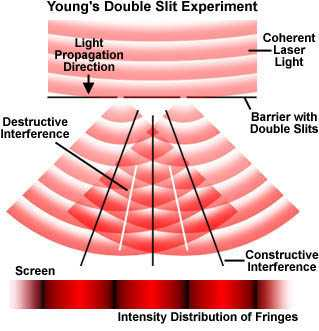 Young's Double Slit Experiment
Light
Propagation
Direction
Coherent
Laser
Light
Destructive
Interference
Barrier with
Double Slits
Constructive
Interference
Screen
Intensity Distribution of Fringes